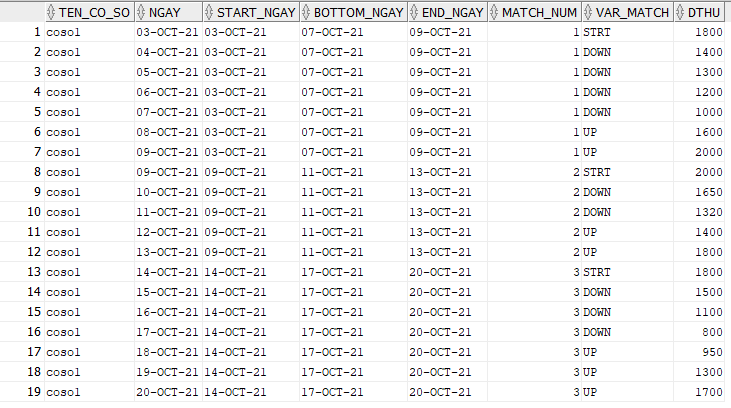 TEN_CO_SO NGAY START_NGAY BOTTOM_NGAY END_NGAY MATCH_NUM VAR_MATCH DTHU
1 coso1 03-OCT-21 03-OCT-21 07-OCT-21 09-OCT-21 1 STRT 1800
2 coso1 04-OCT-21 03-OCT-21 07-OCT-21 09-OCT-21 1 DOWN 1400
3 coso1 05-OCT-21 03-OCT-21 07-OCT-21 09-OCT-21 1 DOWN 1300
4 coso1 06-OCT-21 03-OCT-21 07-OCT-21 09-OCT-21 1 DOWN 1200
5 coso1 07-OCT-21 03-OCT-21 07-OCT-21 09-OCT-21 1 DOWN 1000
6 coso1 08-OCT-21 03-OCT-21 07-OCT-21 09-OCT-21 1 UP 1600
7 coso1 09-OCT-21 03-OCT-21 07-OCT-21 09-OCT-21 1 UP 2000
8 coso1 09-OCT-21 09-OCT-21 11-OCT-21 13-OCT-21 2 STRT 2000
9 coso1 10-OCT-21 09-OCT-21 11-OCT-21 13-OCT-21 2 DOWN 1650
10 coso1 11-OCT-21 09-OCT-21 11-OCT-21 13-OCT-21 2 DOWN 1320
11 coso1 12-OCT-21 09-OCT-21 11-OCT-21 13-OCT-21 2 UP 1400
12 coso1 13-OCT-21 09-OCT-21 11-OCT-21 13-OCT-21 2 UP 1800
13 coso1 14-OCT-21 14-OCT-21 17-OCT-21 20-OCT-21 3 STRT 1800
14 coso1 15-OCT-21 14-OCT-21 17-OCT-21 20-OCT-21 3 DOWN 1500
15 coso1 16-OCT-21 14-OCT-21 17-OCT-21 20-OCT-21 3 DOWN 1100
16 coso1 17-OCT-21 14-OCT-21 17-OCT-21 20-OCT-21 3 DOWN 800
17 coso1 18-OCT-21 14-OCT-21 17-OCT-21 20-OCT-21 3 UP 950
18 coso1 19-OCT-21 14-OCT-21 17-OCT-21 20-OCT-21 3 UP 1300
19 coso1 20-OCT-21 14-OCT-21 17-OCT-21 20-OCT-21 3 UP 1700